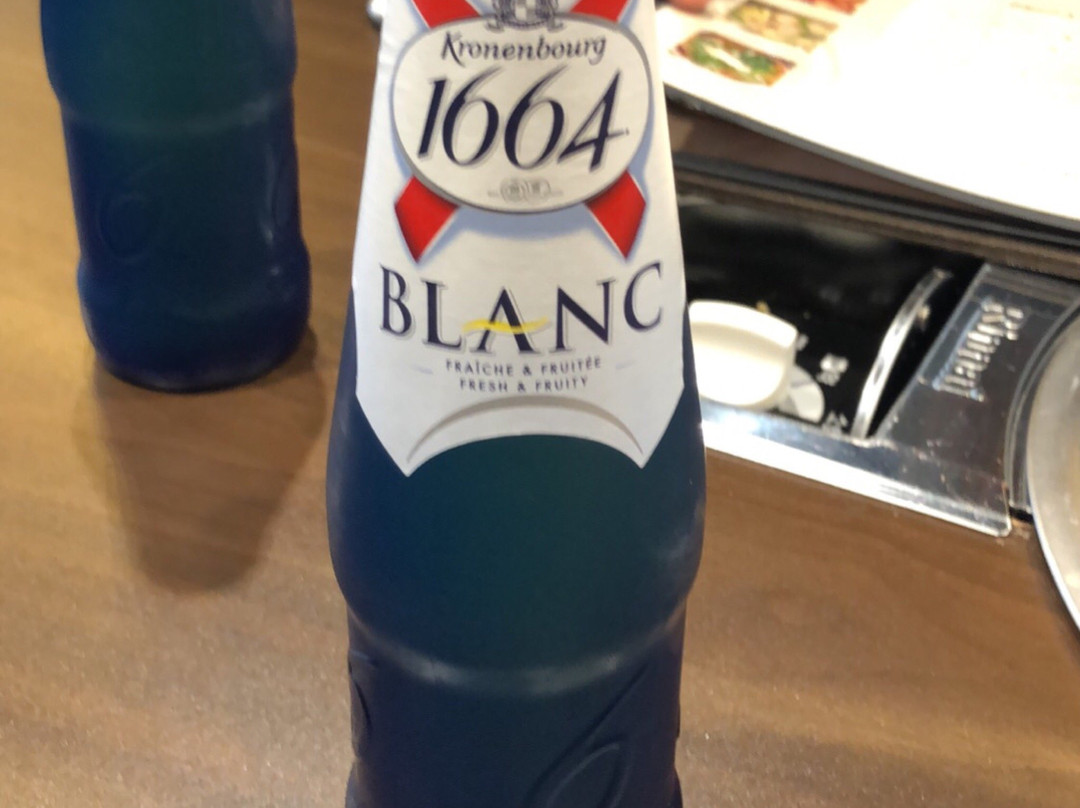 Kronenbourg
1664
BLANC
FRAÎCHE & FRUITÉE
FRESH & FRUITY